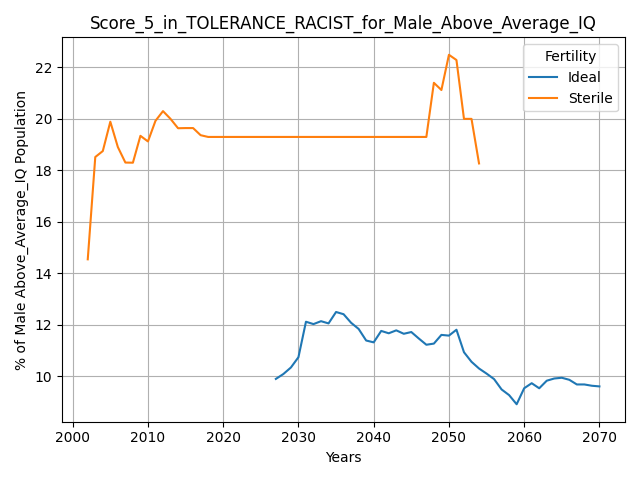 Score_5_in_TOLERANCE_RACIST_for_Male_Above_Average_IQ
Fertility
Ideal
Sterile
% of Male Above_Average_IQ Population
22
20
18
16
14
12
10
2000 2010 2020 2030 2040 2050 2060 2070
Years